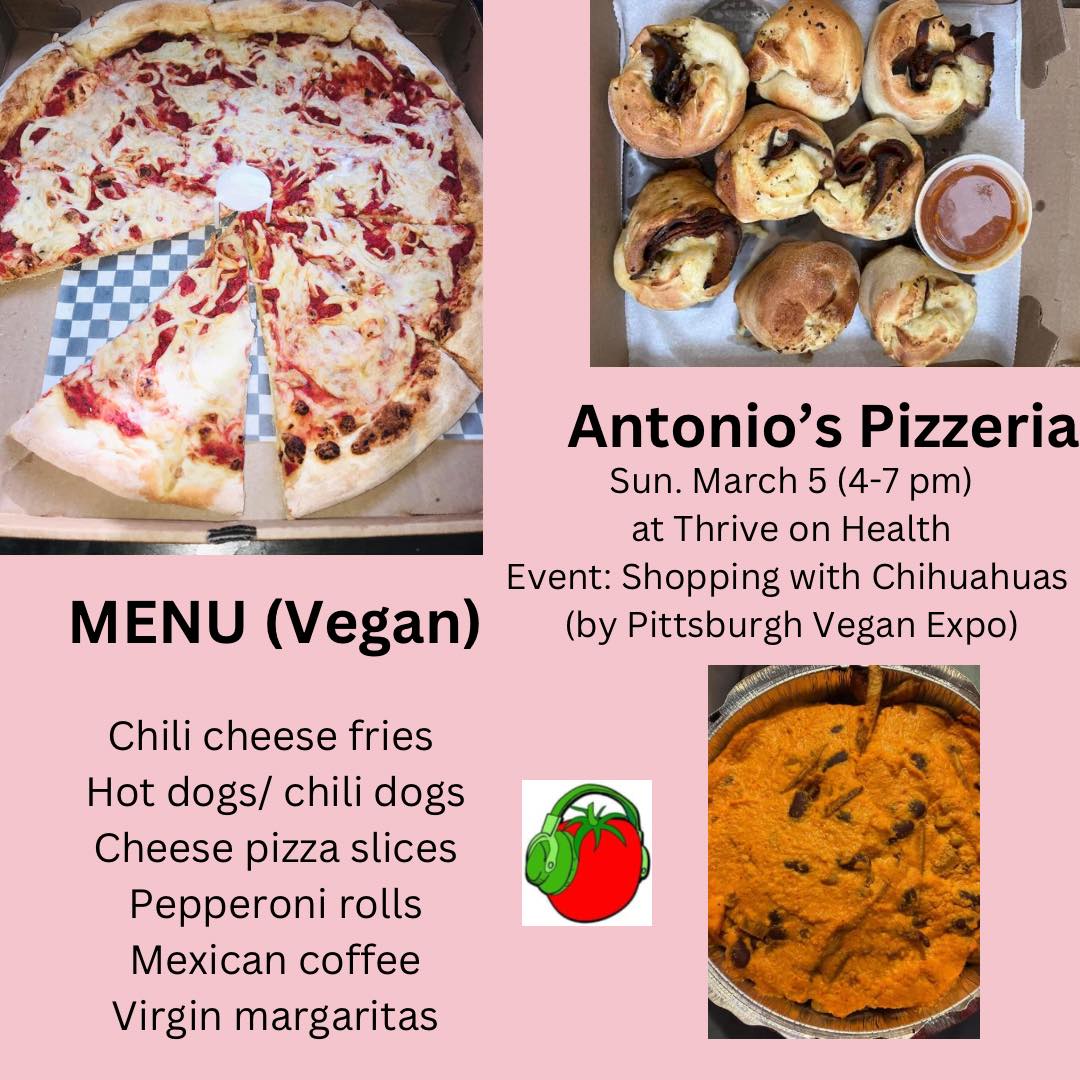 Antonio’s Pizzeria
Sun. March 5 (4-7 pm)
at Thrive on Health
Event: Shopping with Chihuahuas
(by Pittsburgh Vegan Expo)
MENU (Vegan)
Chili cheese fries
Hot dogs/ chili dogs
Cheese pizza slices
Pepperoni rolls
Mexican coffee
Virgin margaritas